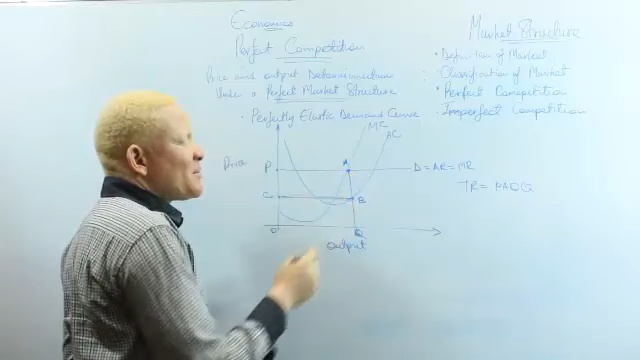 Economics
Perfect Competition
Price and output Determination
Under a Perfect Market Structure
• Perfectly Elastic Demand Curve
MC
AC
Price
P
A
D = AR = MR
C
B
O
Q
Output
TR = PAOQ
Market Structure
• Definition of Market
• Classification of Market
• Perfect Competition
• Imperfect Competition